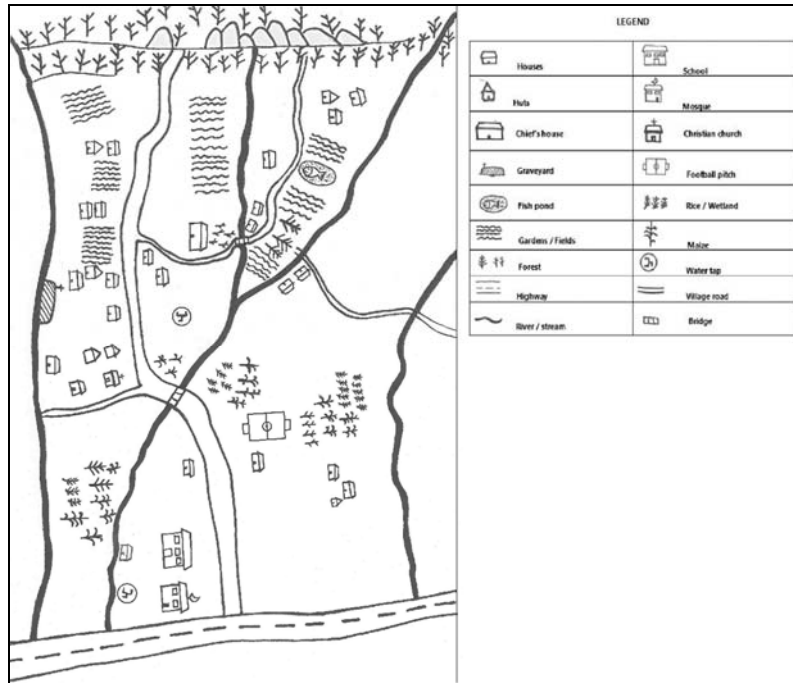 LEGEND
Houses
School
Huts
Mosque
Chief's house
Christian church
Graveyard
Football pitch
Fish pond
Rice / Wetland
Gardens / Fields
Maize
Forest
Water tap
Highway
Village road
River / stream
Bridge